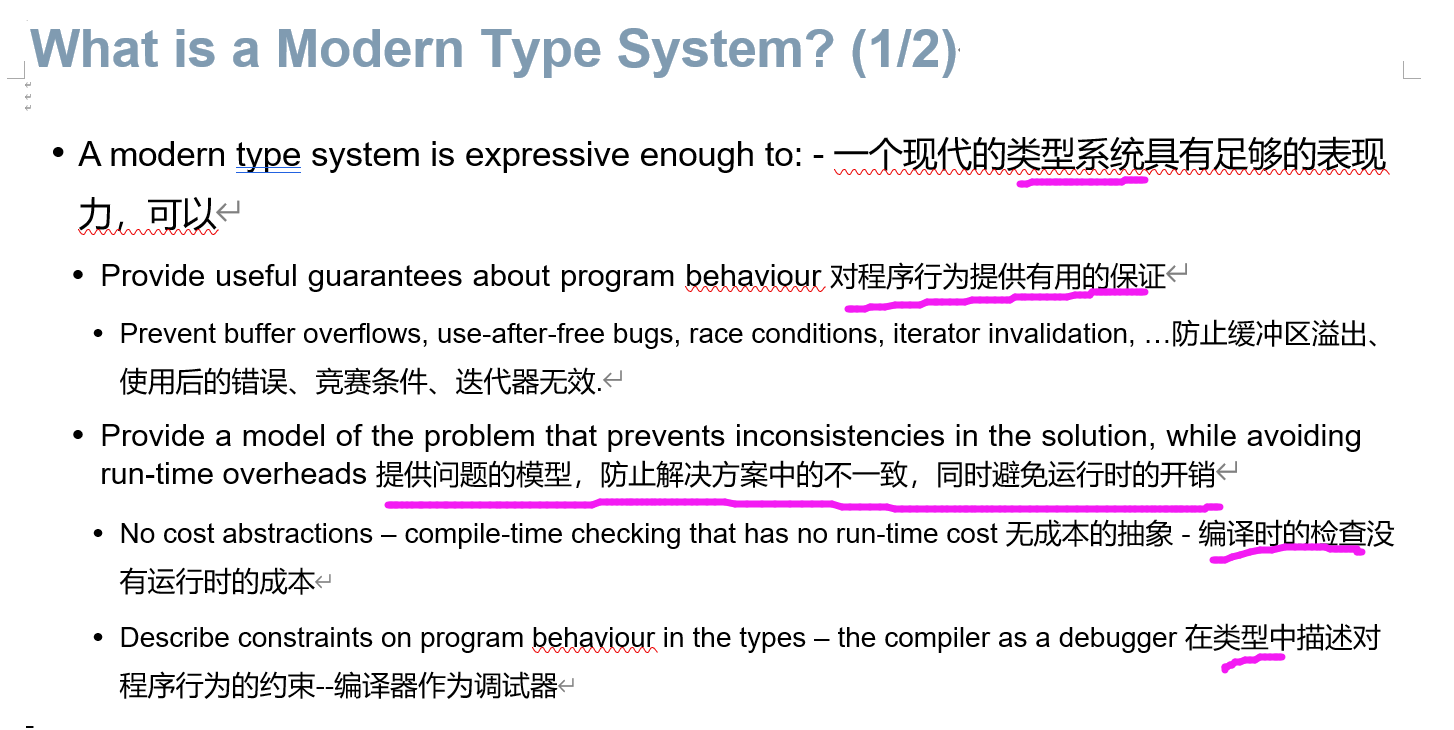 What is a Modern Type System? (1/2)
• A modern type system is expressive enough to: - 一个现代的类型系统具有足够的表现
力，可以
• Provide useful guarantees about program behaviour 对程序行为提供有用的保证
• Prevent buffer overflows, use-after-free bugs, race conditions, iterator invalidation, …防止缓冲区溢出、
使用后的错误、竞赛条件、迭代器无效.
• Provide a model of the problem that prevents inconsistencies in the solution, while avoiding
run-time overheads 提供问题的模型，防止解决方案中的不一致，同时避免运行时的开销
• No cost abstractions – compile-time checking that has no run-time cost 无成本的抽象 - 编译时的检查没
有运行时的成本
• Describe constraints on program behaviour in the types – the compiler as a debugger 在类型中描述对
程序行为的约束--编译器作为调试器
-